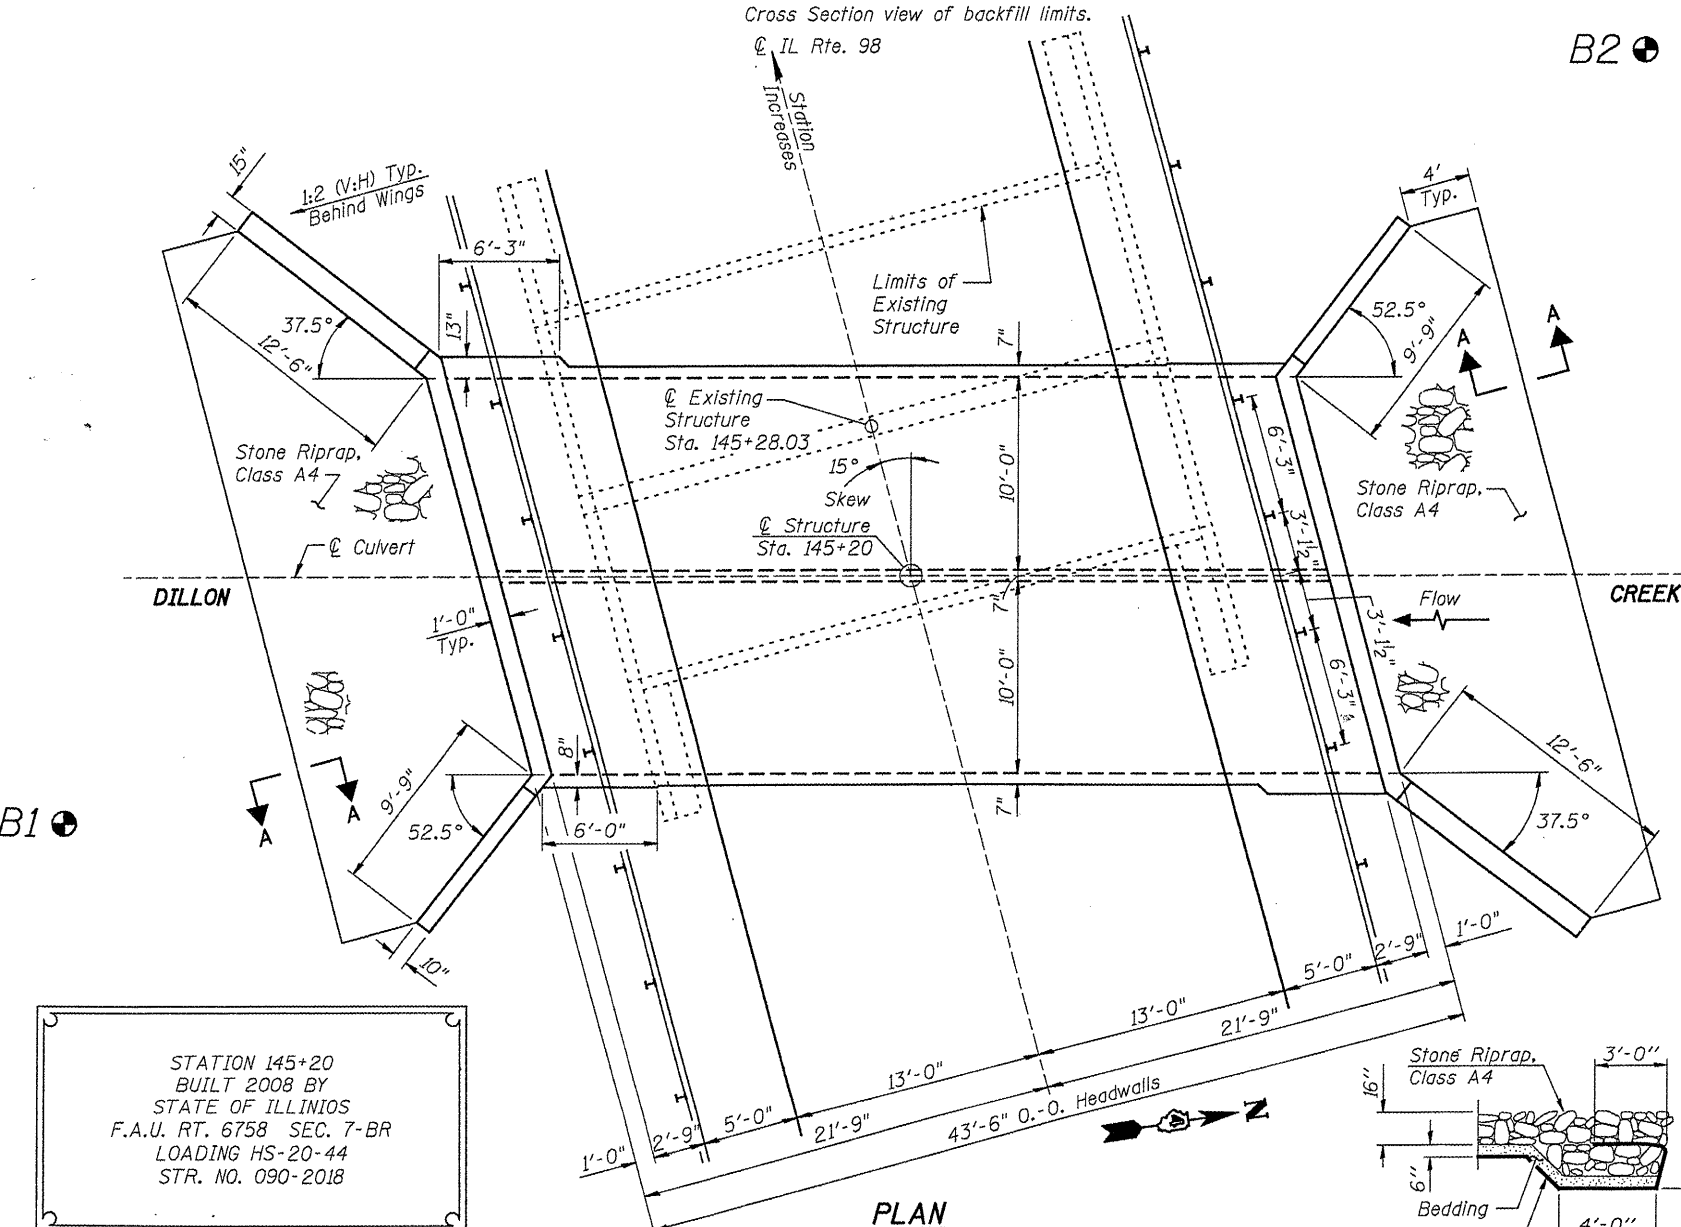 Cross Section view of backfill limits.
℄ IL Rte. 98
B2
Station
Increases
15"
1:2 (V:H) Typ.
Behind Wings
4'
Typ.
6'-3"
Limits of
Existing
Structure
13"
7"
37.5°
12'-6"
52.5°
9'-9"
A
A
℄ Existing
Structure
Sta. 145+28.03
15°
Skew
10'-0"
6'-3"
Stone Riprap,
Class A4
Stone Riprap,
Class A4
℄ Structure
Sta. 145+20
3'-1½"
℄ Culvert
DILLON
CREEK
7"
Flow
1'-0"
Typ.
3'-1½"
10'-0"
6'-3"
8"
12'-6"
9'-9"
A
A
B1
52.5°
6'-0"
7"
37.5°
10"
1'-0"
2'-9"
5'-0"
13'-0"
21'-9"
13'-0"
5'-0"
2'-9"
1'-0"
21'-9"
43'-6" O.-O. Headwalls
N
STATION 145+20
BUILT 2008 BY
STATE OF ILLINIOS
F.A.U. RT. 6758 SEC. 7-BR
LOADING HS-20-44
STR. NO. 090-2018
Stone Riprap,
Class A4
3'-0"
16"
6"
Bedding
4'-0"
PLAN